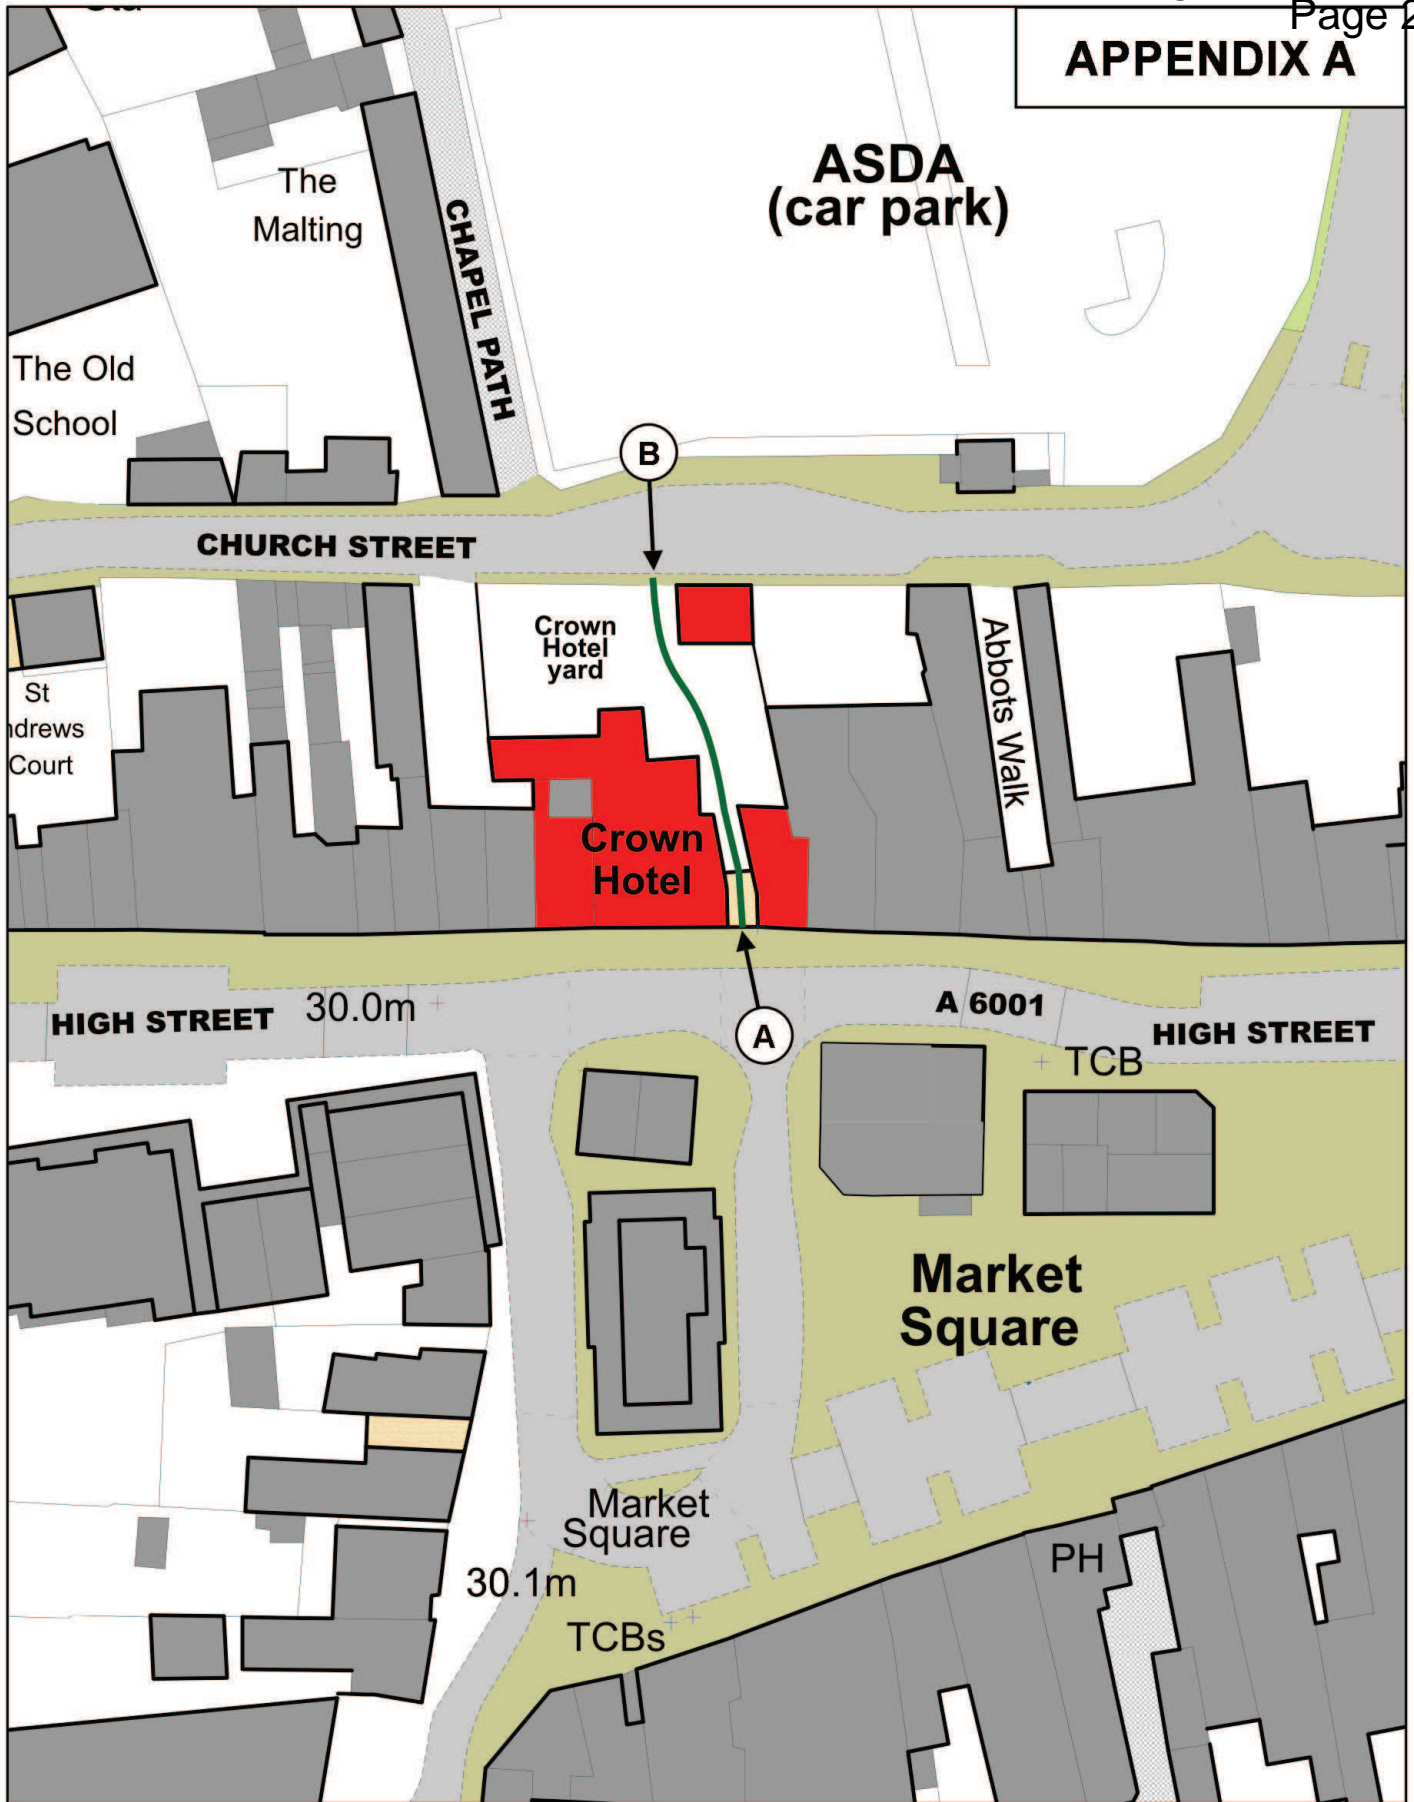 Page 2
APPENDIX A
ASDA
(car park)
The
Malting
CHAPEL PATH
The Old
School
B
CHURCH STREET
Crown
Hotel
yard
Abbots Walk
St
ndrews
Court
Crown
Hotel
HIGH STREET
30.0m
A 6001
A
HIGH STREET
TCB
Market
Square
Market
Square
PH
30.1m
TCBs